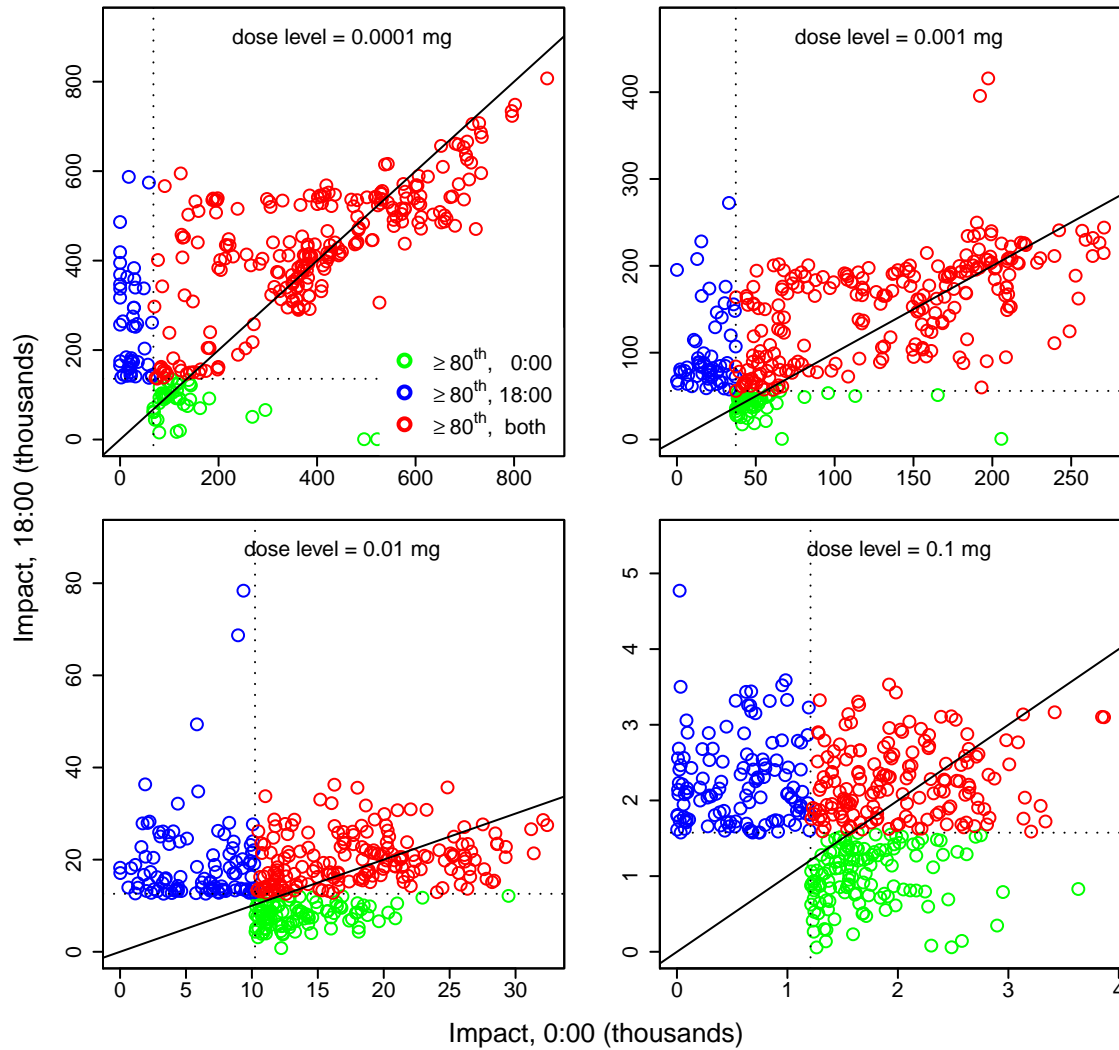 dose level = 0.0001 mg
800
600
400
200
0
0 200 400 600 800
≥ 80th, 0:00
≥ 80th, 18:00
≥ 80th, both
dose level = 0.001 mg
400
300
200
100
0
0 50 100 150 200 250
dose level = 0.01 mg
80
60
40
20
0
0 5 10 15 20 25 30
dose level = 0.1 mg
5
4
3
2
1
0
0 1 2 3 4
Impact, 18:00 (thousands)
Impact, 0:00 (thousands)